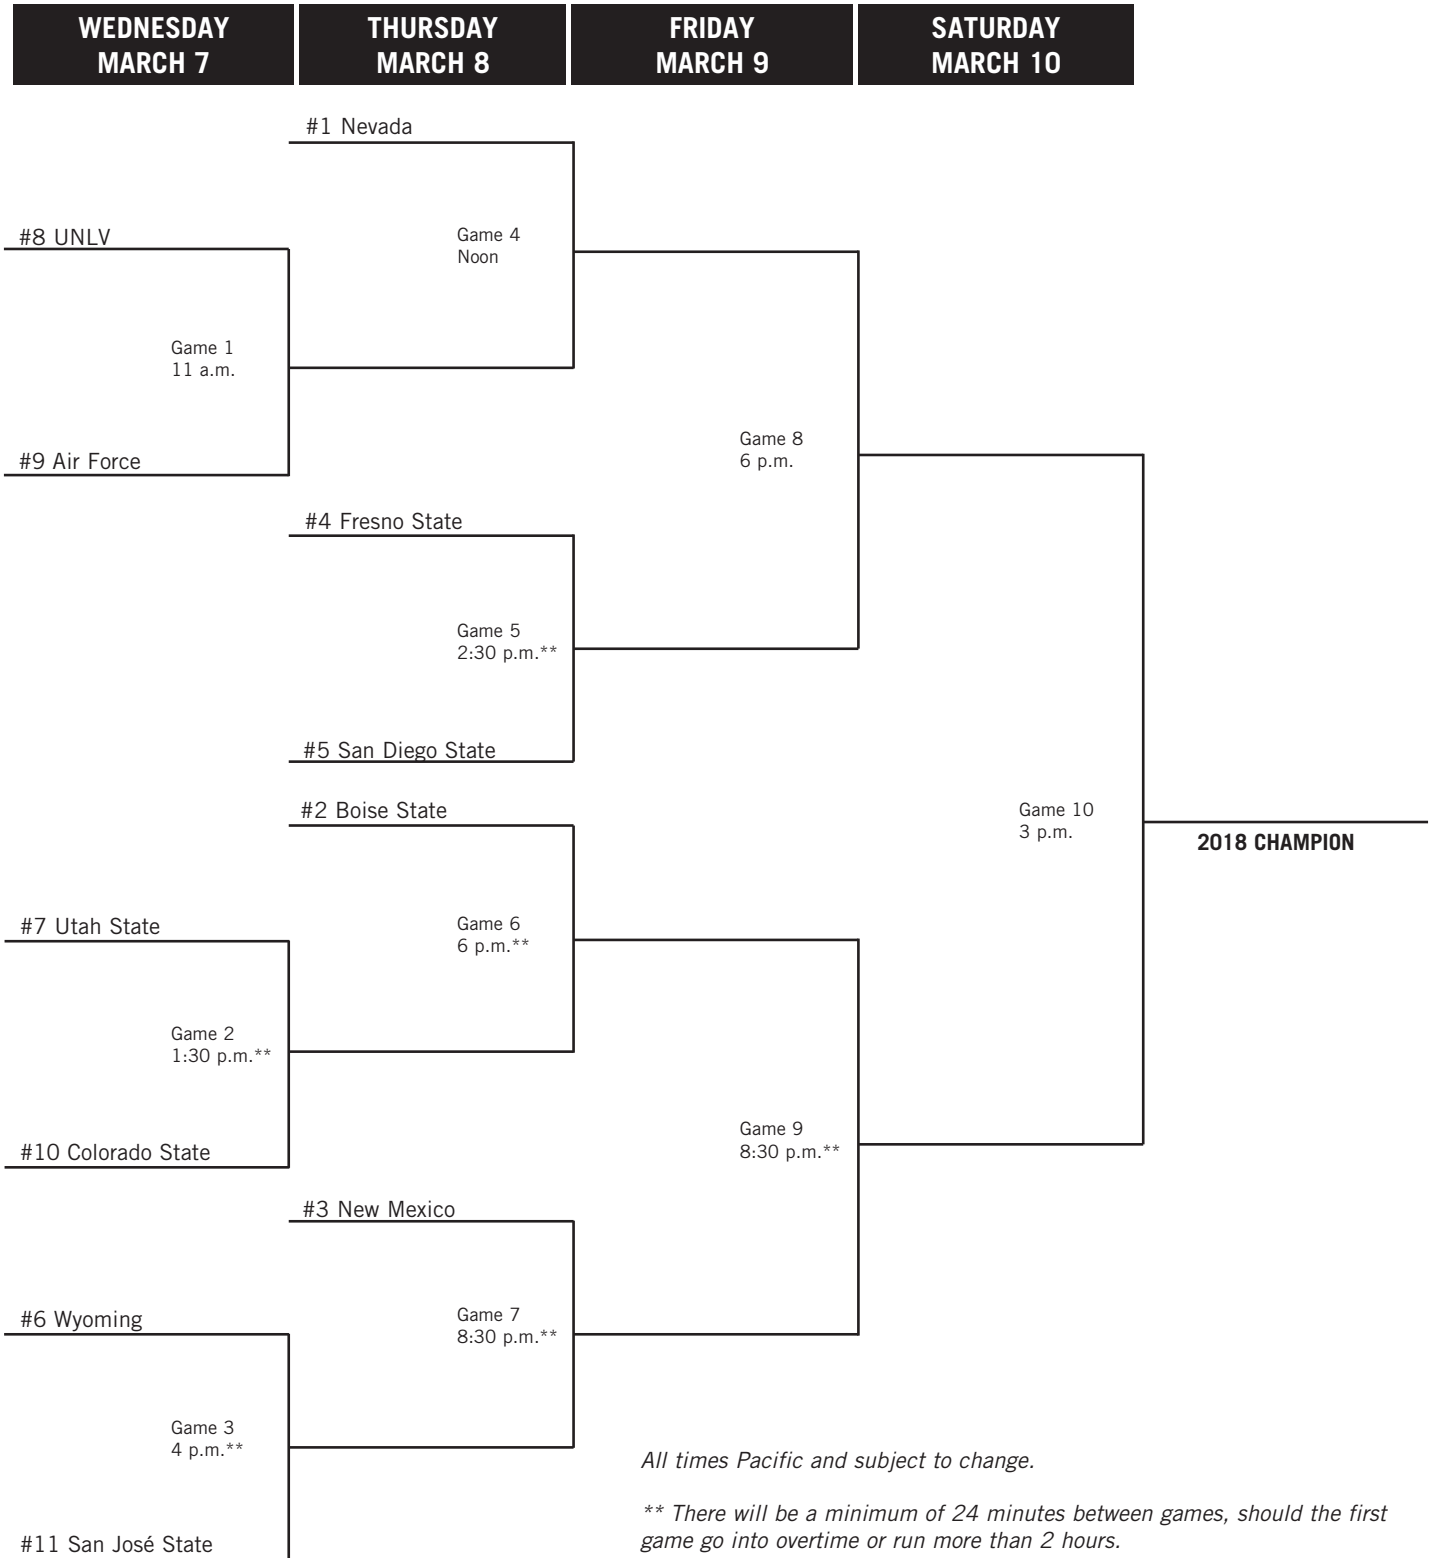 WEDNESDAY
MARCH 7
THURSDAY
MARCH 8
FRIDAY
MARCH 9
SATURDAY
MARCH 10
#1 Nevada
#8 UNLV
Game 4
Noon
Game 1
11 a.m.
#9 Air Force
Game 8
6 p.m.
#4 Fresno State
Game 5
2:30 p.m.**
#5 San Diego State
#2 Boise State
Game 10
3 p.m.
2018 CHAMPION
#7 Utah State
Game 6
6 p.m.**
Game 2
1:30 p.m.**
#10 Colorado State
Game 9
8:30 p.m.**
#3 New Mexico
#6 Wyoming
Game 7
8:30 p.m.**
Game 3
4 p.m.**
#11 San José State
All times Pacific and subject to change.
** There will be a minimum of 24 minutes between games, should the first
game go into overtime or run more than 2 hours.